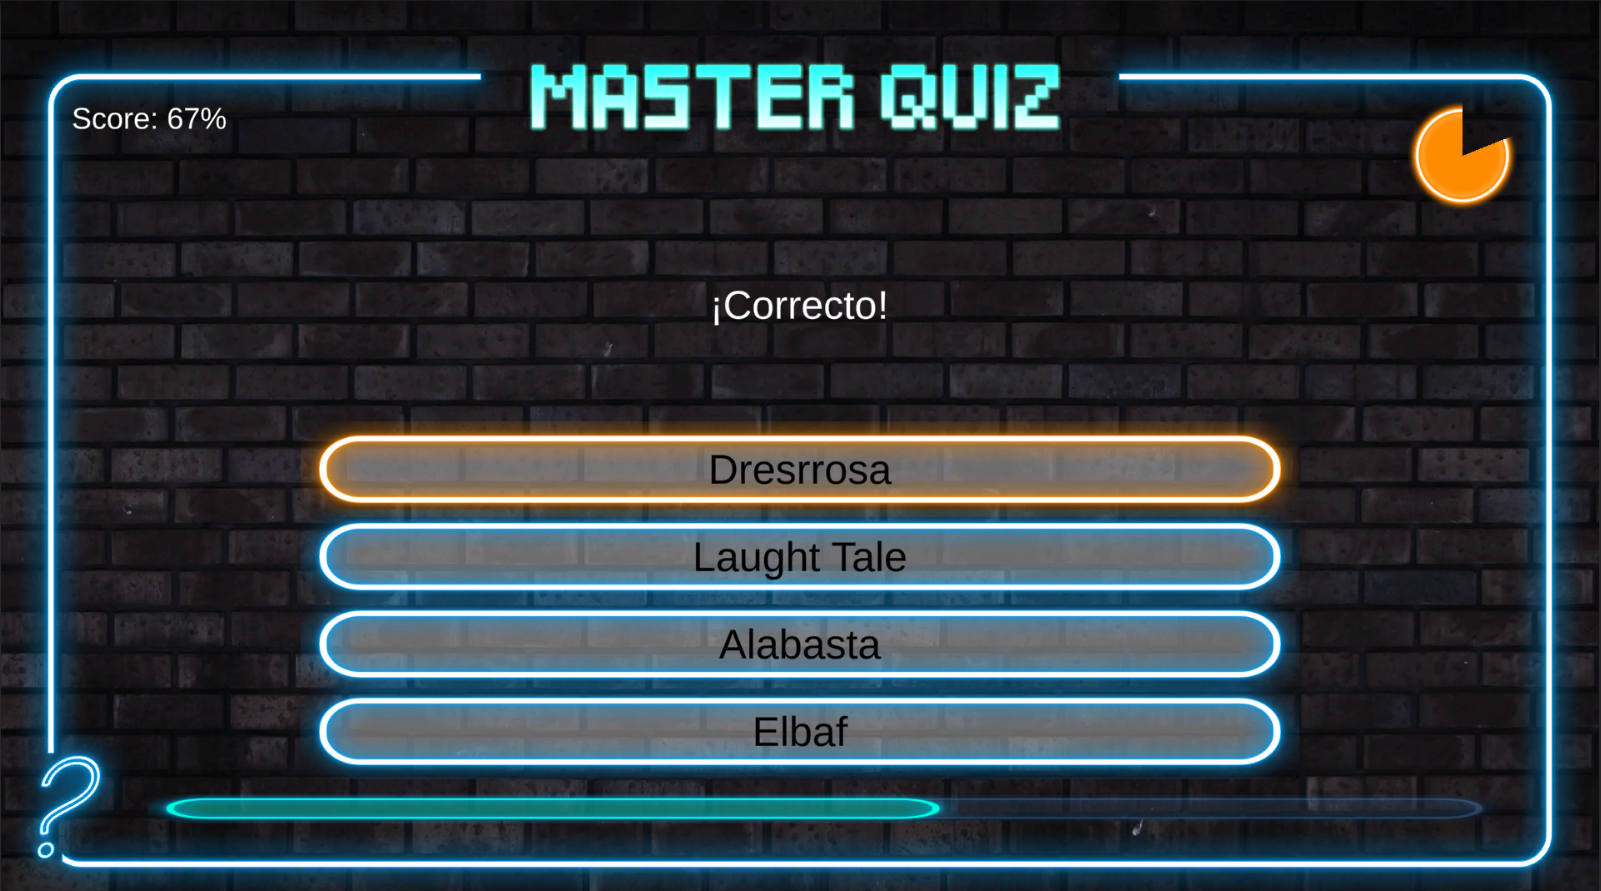 MASTER QUIZ
Score: 67%
¡Correcto!
Dresrrosa
Laught Tale
Alabasta
Elbaf
?